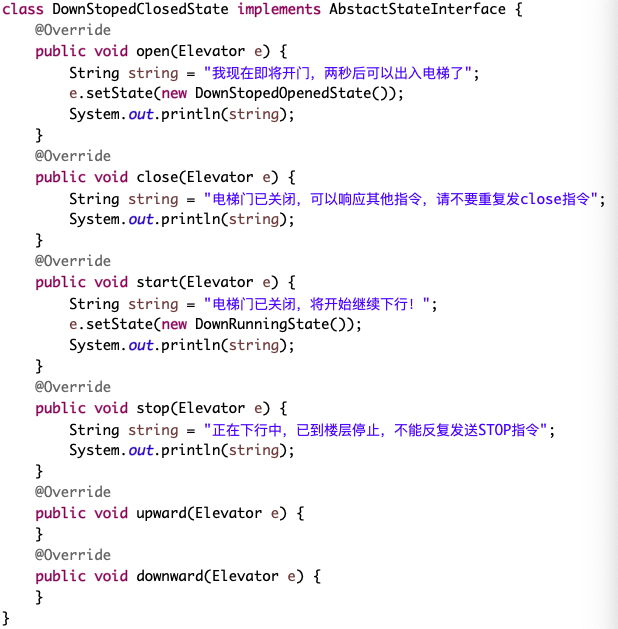 class DownStopedClosedState implements AbstactStateInterface {
    @Override
    public void open(Elevator e) {
        String string = "我现在即将开门，两秒后可以出入电梯了";
        e.setState(new DownStopedOpenedState());
        System.out.println(string);
    }
    @Override
    public void close(Elevator e) {
        String string = "电梯门已关闭，可以响应其他指令，请不要重复发close指令";
        System.out.println(string);
    }
    @Override
    public void start(Elevator e) {
        String string = "电梯门已关闭，将开始继续下行！";
        e.setState(new DownRunningState());
        System.out.println(string);
    }
    @Override
    public void stop(Elevator e) {
        String string = "正在下行中，已到楼层停止，不能反复发送STOP指令";
        System.out.println(string);
    }
    @Override
    public void upward(Elevator e) {
    }
    @Override
    public void downward(Elevator e) {
    }
}